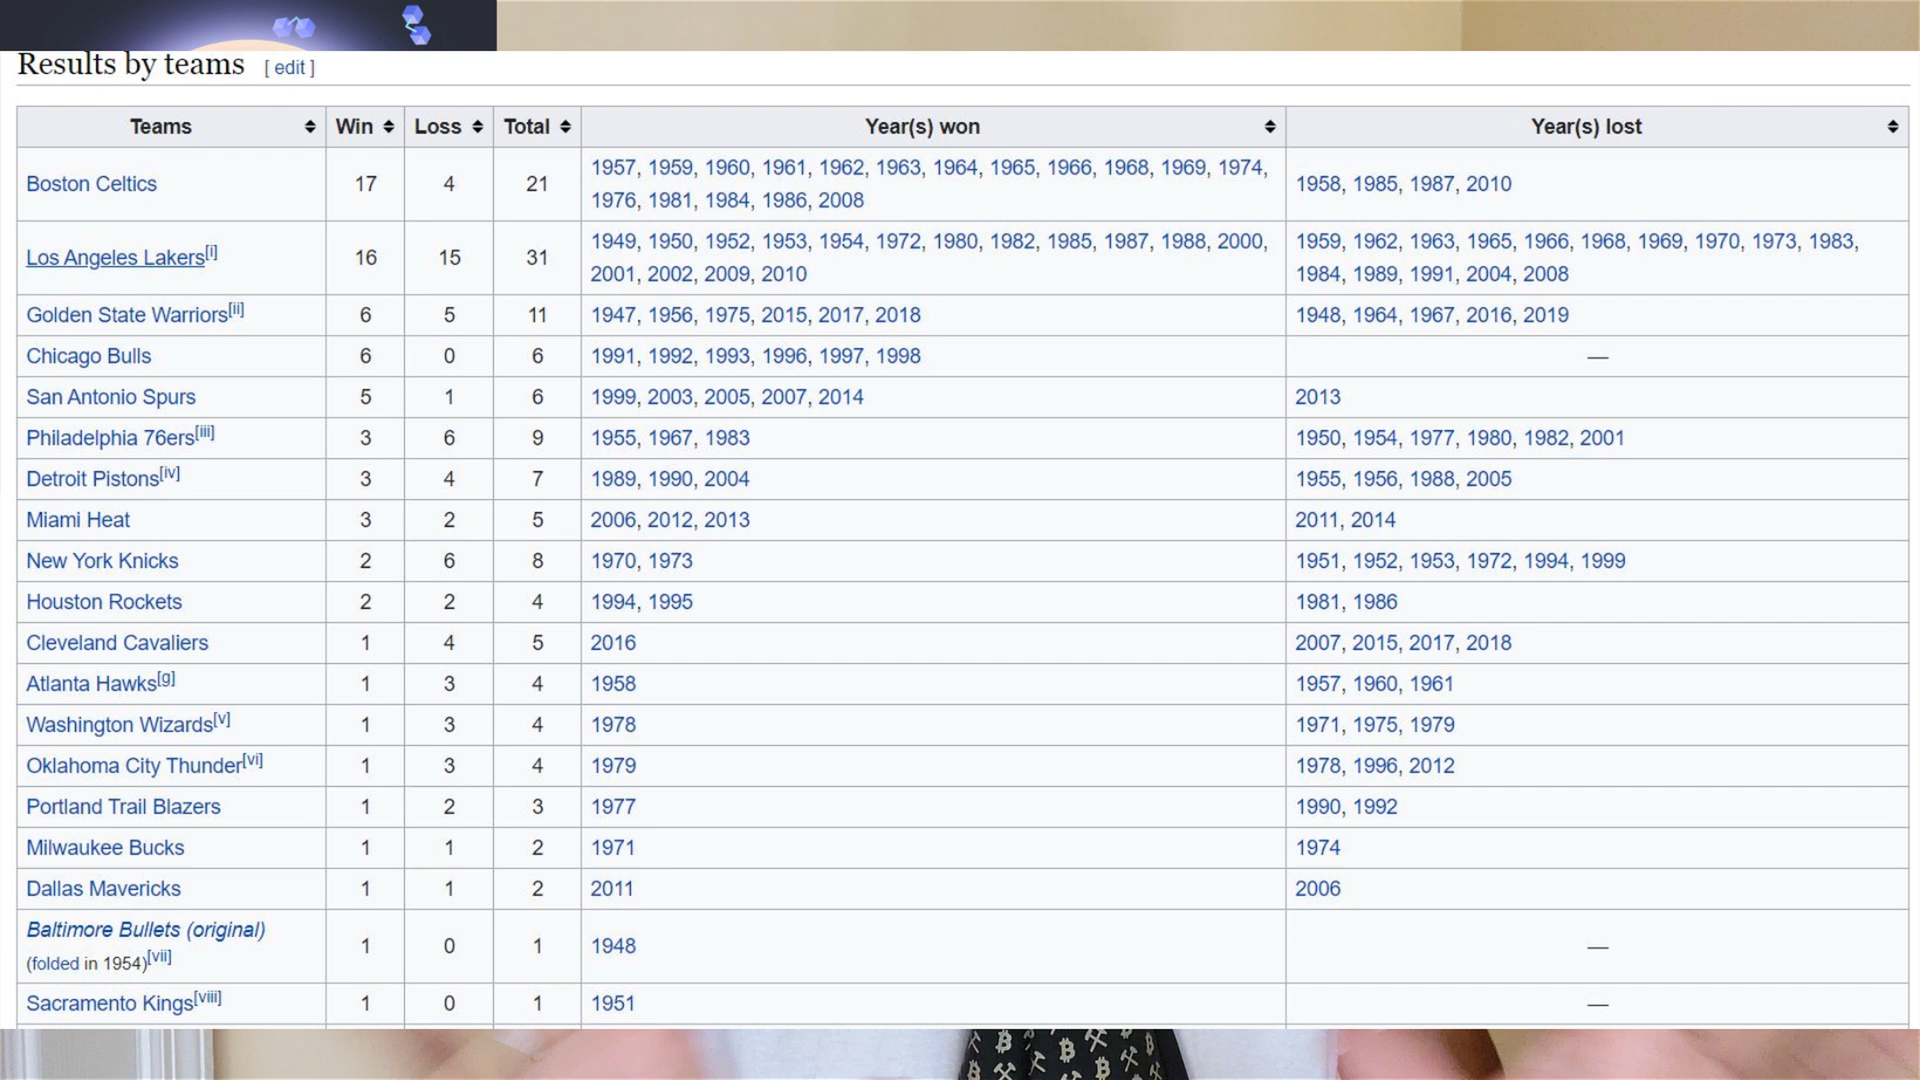 Results by teams [ edit ]
Teams Win Loss Total Year(s) won Year(s) lost
Boston Celtics 17 4 21 1957, 1959, 1960, 1961, 1962, 1963, 1964, 1965, 1966, 1968, 1969, 1974, 1958, 1985, 1987, 2010
1976, 1981, 1984, 1986, 2008
Los Angeles Lakers[i] 16 15 31 1949, 1950, 1952, 1953, 1954, 1972, 1980, 1982, 1985, 1987, 1988, 2000, 1959, 1962, 1963, 1965, 1966, 1968, 1969, 1970, 1973, 1983,
2001, 2002, 2009, 2010 1984, 1989, 1991, 2004, 2008
Golden State Warriors[ii] 6 5 11 1947, 1956, 1975, 2015, 2017, 2018 1948, 1964, 1967, 2016, 2019
Chicago Bulls 6 0 6 1991, 1992, 1993, 1996, 1997, 1998 —
San Antonio Spurs 5 1 6 1999, 2003, 2005, 2007, 2014 2013
Philadelphia 76ers[iii] 3 6 9 1955, 1967, 1983 1950, 1954, 1977, 1980, 1982, 2001
Detroit Pistons[iv] 3 4 7 1989, 1990, 2004 1955, 1956, 1988, 2005
Miami Heat 3 2 5 2006, 2012, 2013 2011, 2014
New York Knicks 2 6 8 1970, 1973 1951, 1952, 1953, 1972, 1994, 1999
Houston Rockets 2 2 4 1994, 1995 1981, 1986
Cleveland Cavaliers 1 4 5 2016 2007, 2015, 2017, 2018
Atlanta Hawks[g] 1 3 4 1958 1957, 1960, 1961
Washington Wizards[v] 1 3 4 1978 1971, 1975, 1979
Oklahoma City Thunder[vi] 1 3 4 1979 1978, 1996, 2012
Portland Trail Blazers 1 2 3 1977 1990, 1992
Milwaukee Bucks 1 1 2 1971 1974
Dallas Mavericks 1 1 2 2011 2006
Baltimore Bullets (original)
(folded in 1954)[vii] 1 0 1 1948 —
Sacramento Kings[viii] 1 0 1 1951 —